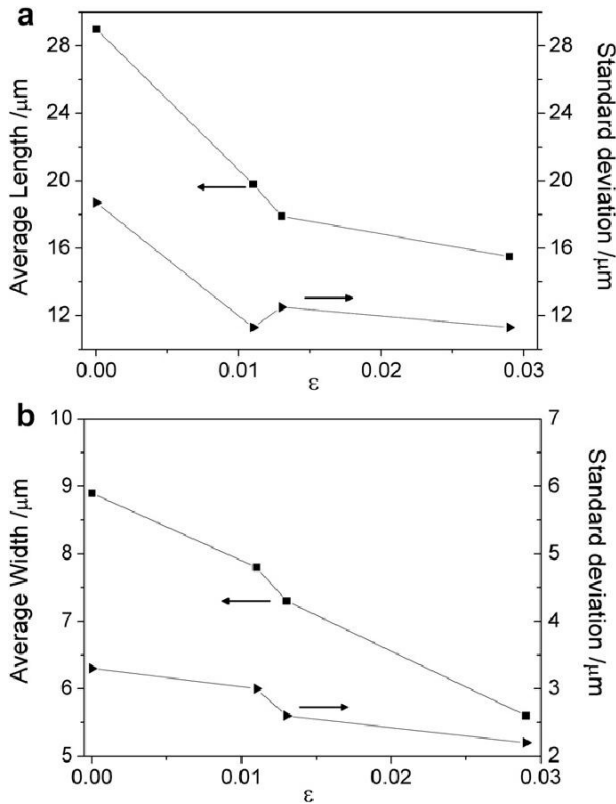 a
28
24
20
16
12
Average Length /μm
28
24
20
16
12
Standard deviation /μm
0.00 0.01 0.02 0.03
ε
b
10
9
8
7
6
5
Average Width /μm
7
6
5
4
3
2
Standard deviation /μm
0.00 0.01 0.02 0.03
ε